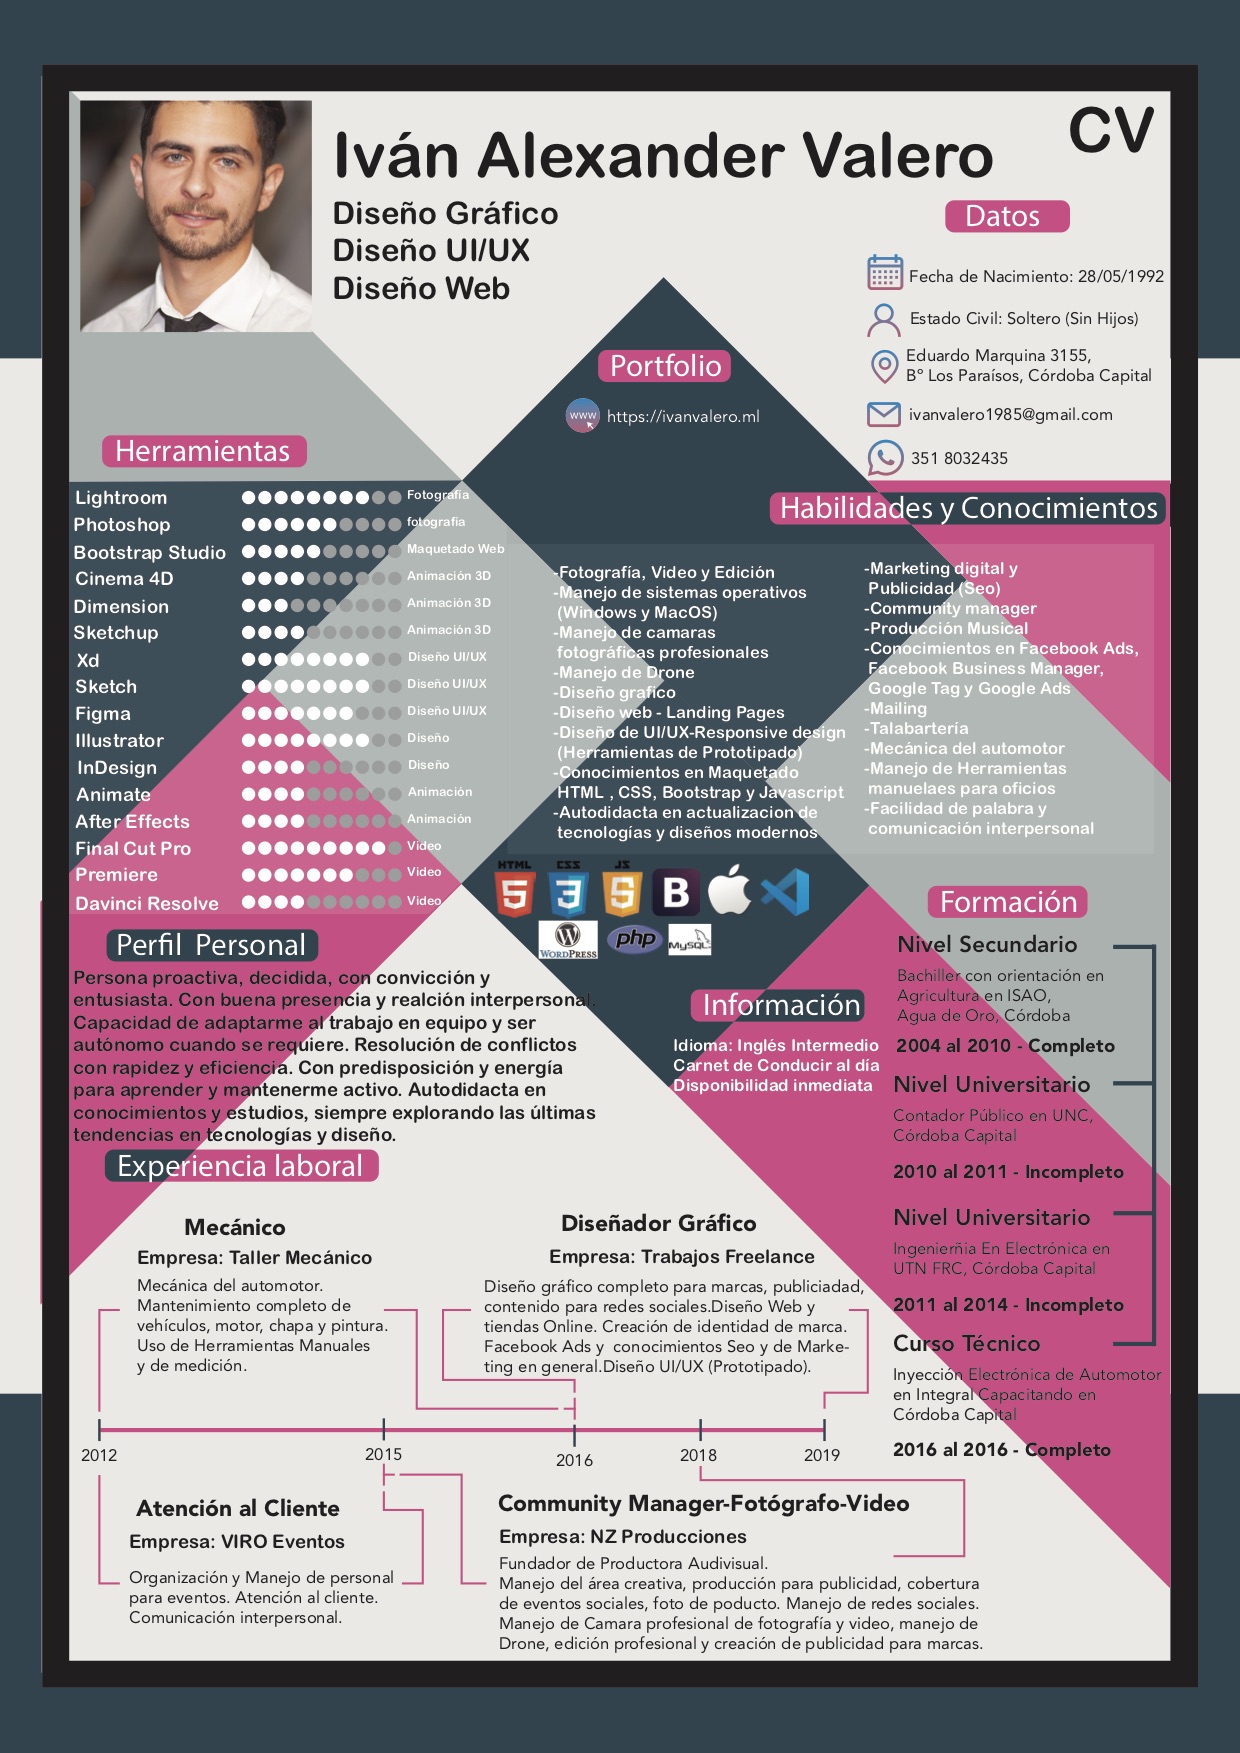 CV
Iván Alexander Valero
Diseño Gráfico
Diseño UI/UX
Diseño Web
Datos
Fecha de Nacimiento: 28/05/1992
Estado Civil: Soltero (Sin Hijos)
Eduardo Marquina 3155,
Bº Los Paraísos, Córdoba Capital
ivanvalero1985@gmail.com
351 8032435
Portfolio
www
https://ivanvalero.ml
Herramientas
Lightroom Fotografía
Photoshop fotografía
Bootstrap Studio Maquetado Web
Cinema 4D Animación 3D
Dimension Animación 3D
Sketchup Animación 3D
Xd Diseño UI/UX
Sketch Diseño UI/UX
Figma Diseño UI/UX
Illustrator Diseño
InDesign Diseño
Animate Animación
After Effects Animación
Final Cut Pro Video
Premiere Video
Davinci Resolve Video
Habilidades y Conocimientos
-Fotografía, Video y Edición
-Manejo de sistemas operativos
(Windows y MacOS)
-Manejo de camaras
fotográficas profesionales
-Manejo de Drone
-Diseño grafico
-Diseño web - Landing Pages
-Diseño de UI/UX-Responsive design
(Herramientas de Prototipado)
-Conocimientos en Maquetado
HTML , CSS, Bootstrap y Javascript
-Autodidacta en actualizacion de
tecnologías y diseños modernos
-Marketing digital y
Publicidad (Seo)
-Community manager
-Producción Musical
-Conocimientos en Facebook Ads,
Facebook Business Manager,
Google Tag y Google Ads
-Mailing
-Talabartería
-Mecánica del automotor
-Manejo de Herramientas
manuelaes para oficios
-Facilidad de palabra y
comunicación interpersonal
HTML CSS JS
5 3 5 B
WORDPRESS php MySQL
Perfil Personal
Persona proactiva, decidida, con convicción y
entusiasta. Con buena presencia y realción interpersonal.
Capacidad de adaptarme al trabajo en equipo y ser
autónomo cuando se requiere. Resolución de conflictos
con rapidez y eficiencia. Con predisposición y energía
para aprender y mantenerme activo. Autodidacta en
conocimientos y estudios, siempre explorando las últimas
tendencias en tecnologías y diseño.
Información
Idioma: Inglés Intermedio
Carnet de Conducir al día
Disponibilidad inmediata
Formación
Nivel Secundario
Bachiller con orientación en
Agricultura en ISAO,
Agua de Oro, Córdoba
2004 al 2010 - Completo
Nivel Universitario
Contador Público en UNC,
Córdoba Capital
2010 al 2011 - Incompleto
Nivel Universitario
Ingenierñia En Electrónica en
UTN FRC, Córdoba Capital
2011 al 2014 - Incompleto
Curso Técnico
Inyección Electrónica de Automotor
en Integral Capacitando en
Córdoba Capital
2016 al 2016 - Completo
Experiencia laboral
Mecánico
Empresa: Taller Mecánico
Mecánica del automotor.
Mantenimiento completo de
vehículos, motor, chapa y pintura.
Uso de Herramientas Manuales
y de medición.
Diseñador Gráfico
Empresa: Trabajos Freelance
Diseño gráfico completo para marcas, publiciadad,
contenido para redes sociales.Diseño Web y
tiendas Online. Creación de identidad de marca.
Facebook Ads y conocimientos Seo y de Marke-
ting en general.Diseño UI/UX (Prototipado).
2012 2015 2016 2018 2019
Atención al Cliente
Empresa: VIRO Eventos
Organización y Manejo de personal
para eventos. Atención al cliente.
Comunicación interpersonal.
Community Manager-Fotógrafo-Video
Empresa: NZ Producciones
Fundador de Productora Audivisual.
Manejo del área creativa, producción para publicidad, cobertura
de eventos sociales, foto de poducto. Manejo de redes sociales.
Manejo de Camara profesional de fotografía y video, manejo de
Drone, edición profesional y creación de publicidad para marcas.